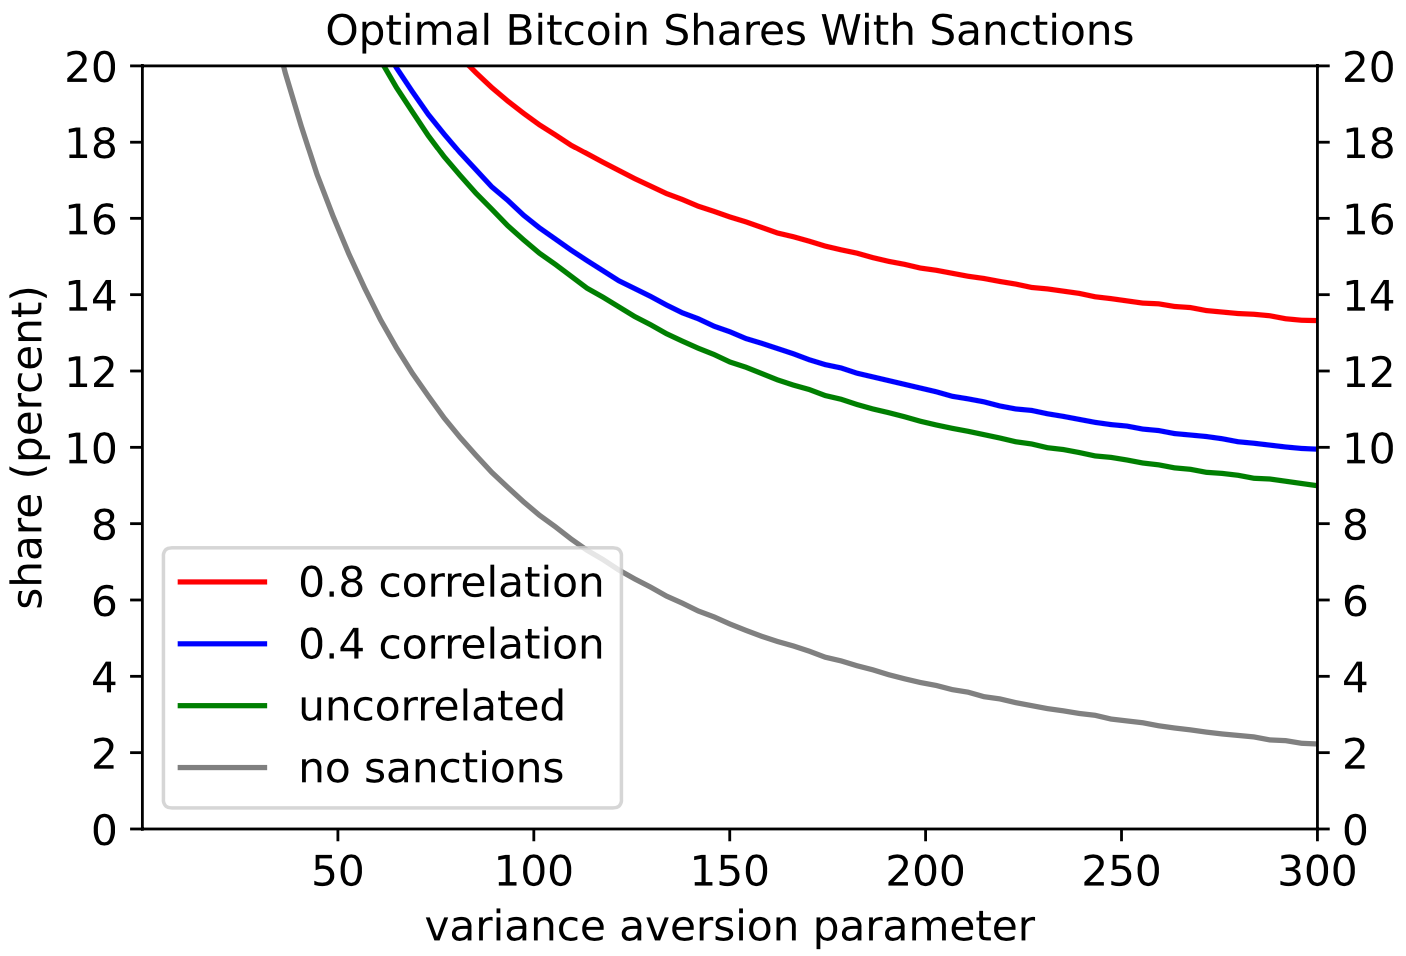 Optimal Bitcoin Shares With Sanctions
share (percent)
20
18
16
14
12
10
8
6
4
2
0
20
18
16
14
12
10
8
6
4
2
0
0.8 correlation
0.4 correlation
uncorrelated
no sanctions
50 100 150 200 250 300
variance aversion parameter